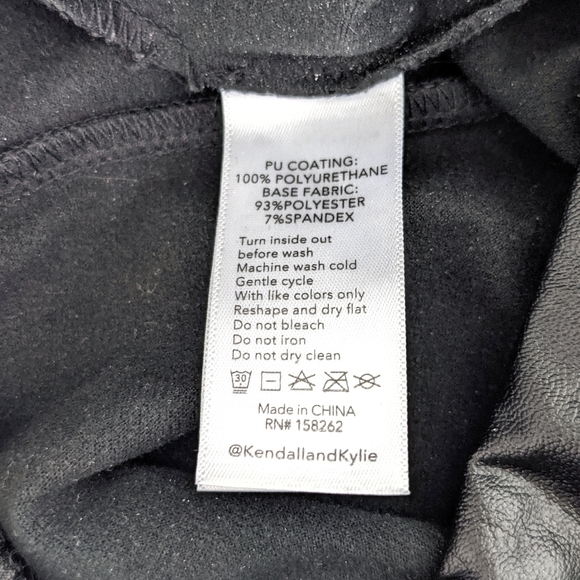 PU COATING:
100% POLYURETHANE
BASE FABRIC:
93%POLYESTER
7%SPANDEX
Turn inside out
before wash
Machine wash cold
Gentle cycle
With like colors only
Reshape and dry flat
Do not bleach
Do not iron
Do not dry clean
30
Made in CHINA
RN# 158262
@KendallandKylie